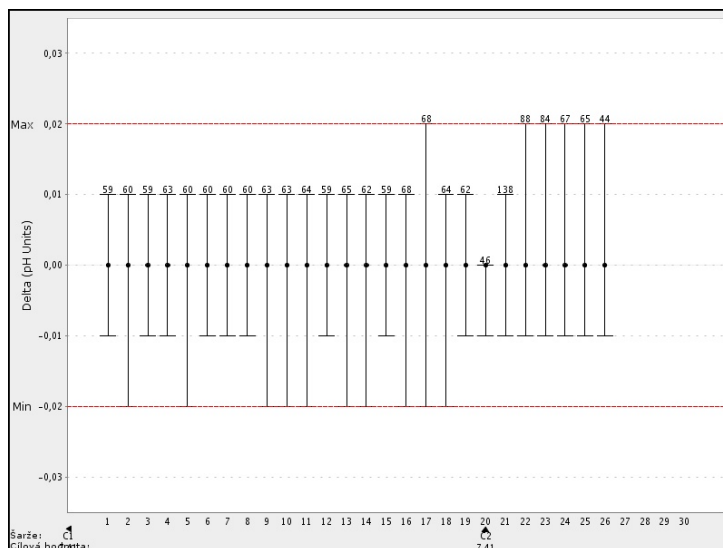 0,03
Max 0,02
0,01
0,00
-0,01
Min -0,02
-0,03
Delta (pH Units)
59 60 59 63 60 60 60 60 63 63 64 59 65 62 59 68 68 64 62 46 138 88 84 67 65 44
1 2 3 4 5 6 7 8 9 10 11 12 13 14 15 16 17 18 19 20 21 22 23 24 25 26 27 28 29 30
Šarže: C1 C2
Cílová hodnota: 7,41